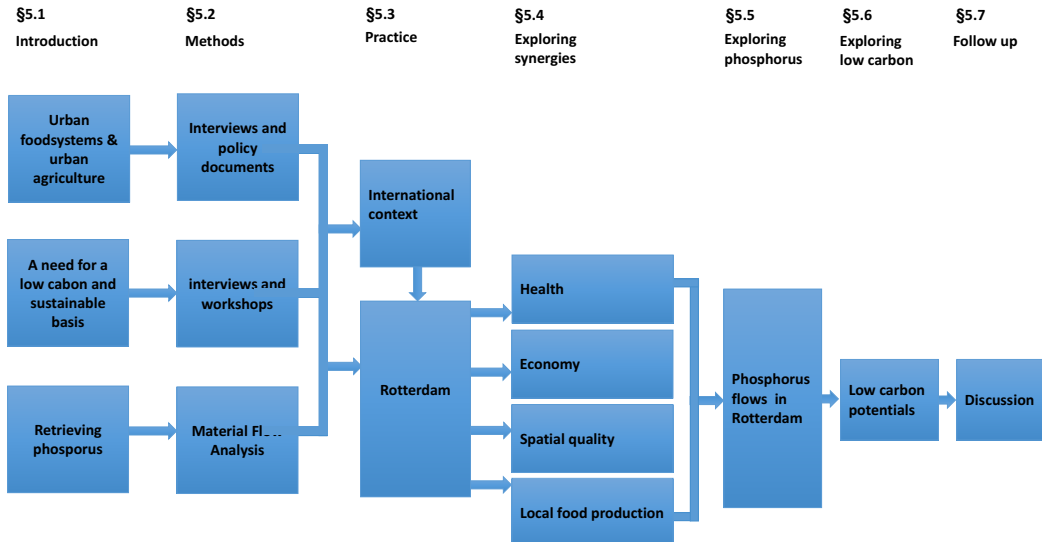 §5.1
Introduction
§5.2
Methods
§5.3
Practice
§5.4
Exploring
synergies
§5.5
Exploring
phosphorus
§5.6
Exploring
low carbon
§5.7
Follow up
Urban
foodsystems &
urban
agriculture
A need for a
low cabon and
sustainable
basis
Retrieving
phosporus
Interviews and
policy
documents
interviews and
workshops
Material Flow
Analysis
International
context
Rotterdam
Health
Economy
Spatial quality
Local food production
Phosphorus
flows in
Rotterdam
Low carbon
potentials
Discussion